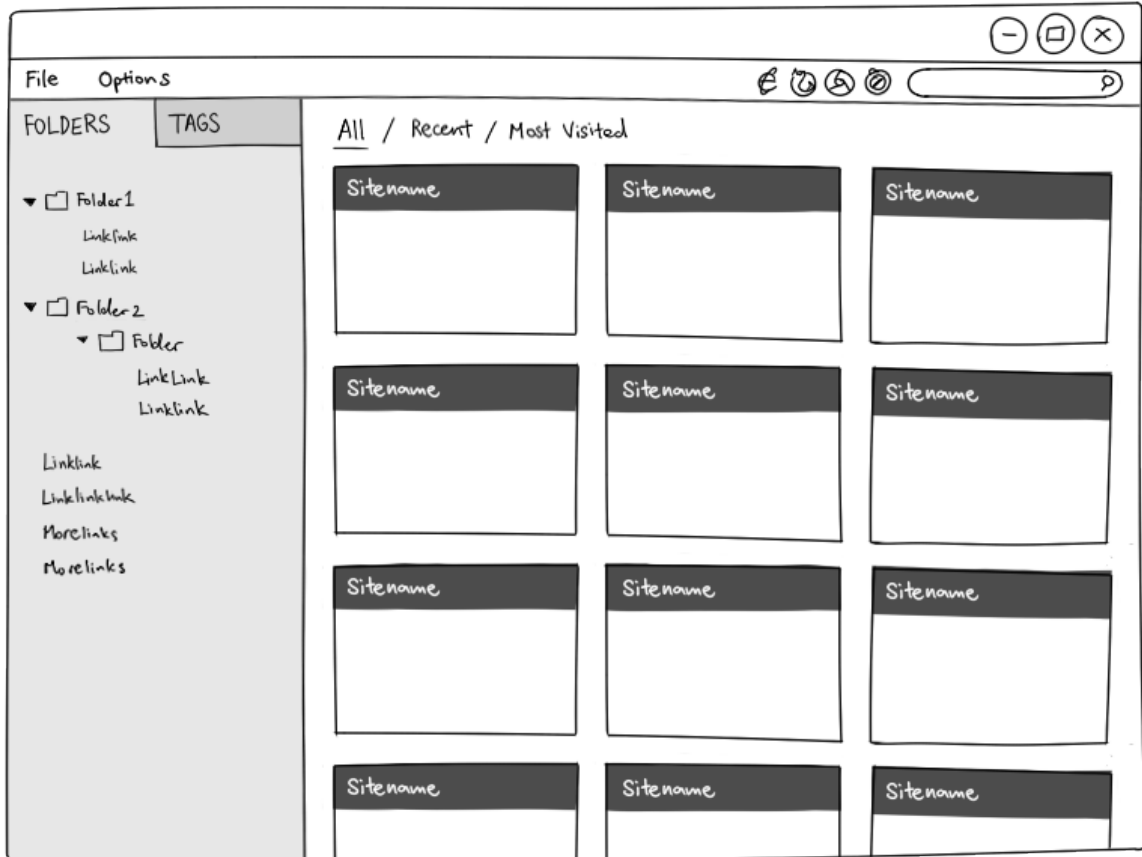 File Options
FOLDERS TAGS
All / Recent / Most Visited
Folder1
Linklink
Linklink
Folder2
Folder
LinkLink
Linklink
Linklink
Linklinklink
Morelinks
Morelinks
Sitename Sitename Sitename
Sitename Sitename Sitename
Sitename Sitename Sitename
Sitename Sitename Sitename